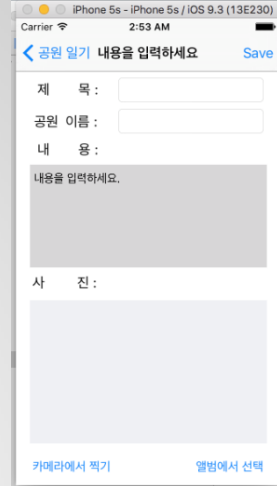 iPhone 5s - iPhone 5s / iOS 9.3 (13E230)
Carrier 2:53 AM
공원 일기 내용을 입력하세요 Save
제 목 :
공원 이름 :
내 용 :
내용을 입력하세요.
사 진 :
카메라에서 찍기 앨범에서 선택